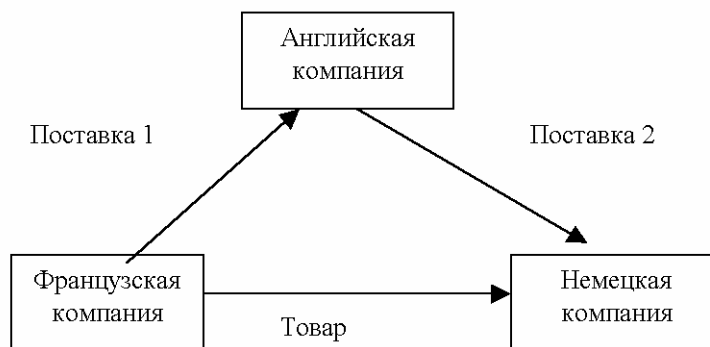 Английская
компания
Поставка 1
Поставка 2
Французская
компания
Товар
Немецкая
компания